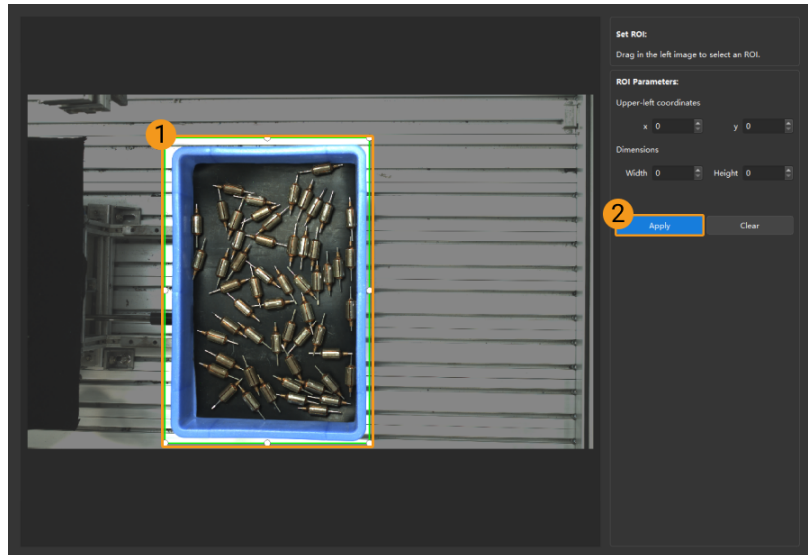 1
Set ROI:
Drag in the left image to select an ROI.
ROI Parameters:
Upper-left coordinates
x 0 y 0
Dimensions
Width 0 Height 0
2
Apply Clear